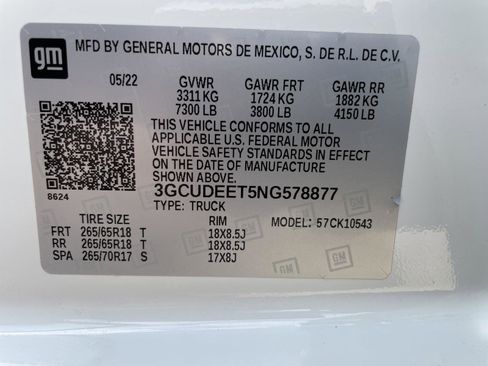 gm MFD BY GENERAL MOTORS DE MEXICO, S. DE R.L. DE C.V.
05/22 GVWR GAWR FRT GAWR RR
3311 KG 1724 KG 1882 KG
7300 LB 3800 LB 4150 LB
THIS VEHICLE CONFORMS TO ALL
APPLICABLE U.S. FEDERAL MOTOR
VEHICLE SAFETY STANDARDS IN EFFECT
ON THE DATE OF MANUFACTURE
SHOWN ABOVE.
8624 3GCUDEET5NG578877
TYPE: TRUCK
TIRE SIZE RIM MODEL: 57CK10543
FRT 265/65R18 T 18X8.5J
RR 265/65R18 T 18X8.5J
SPA 265/70R17 S 17X8J